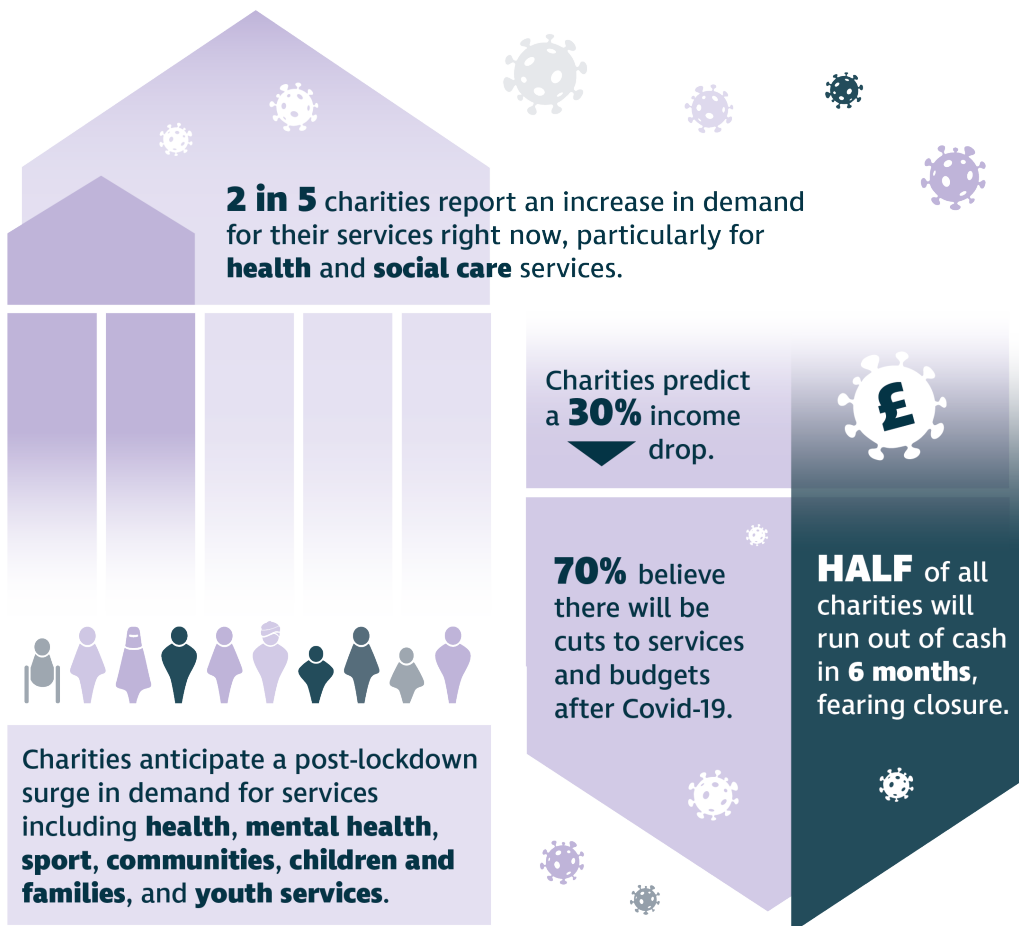 2 in 5 charities report an increase in demand
for their services right now, particularly for
health and social care services.
Charities predict
a 30% income
drop.
£
70% believe
there will be
cuts to services
and budgets
after Covid-19.
HALF of all
charities will
run out of cash
in 6 months,
fearing closure.
Charities anticipate a post-lockdown
surge in demand for services
including health, mental health,
sport, communities, children and
families, and youth services.